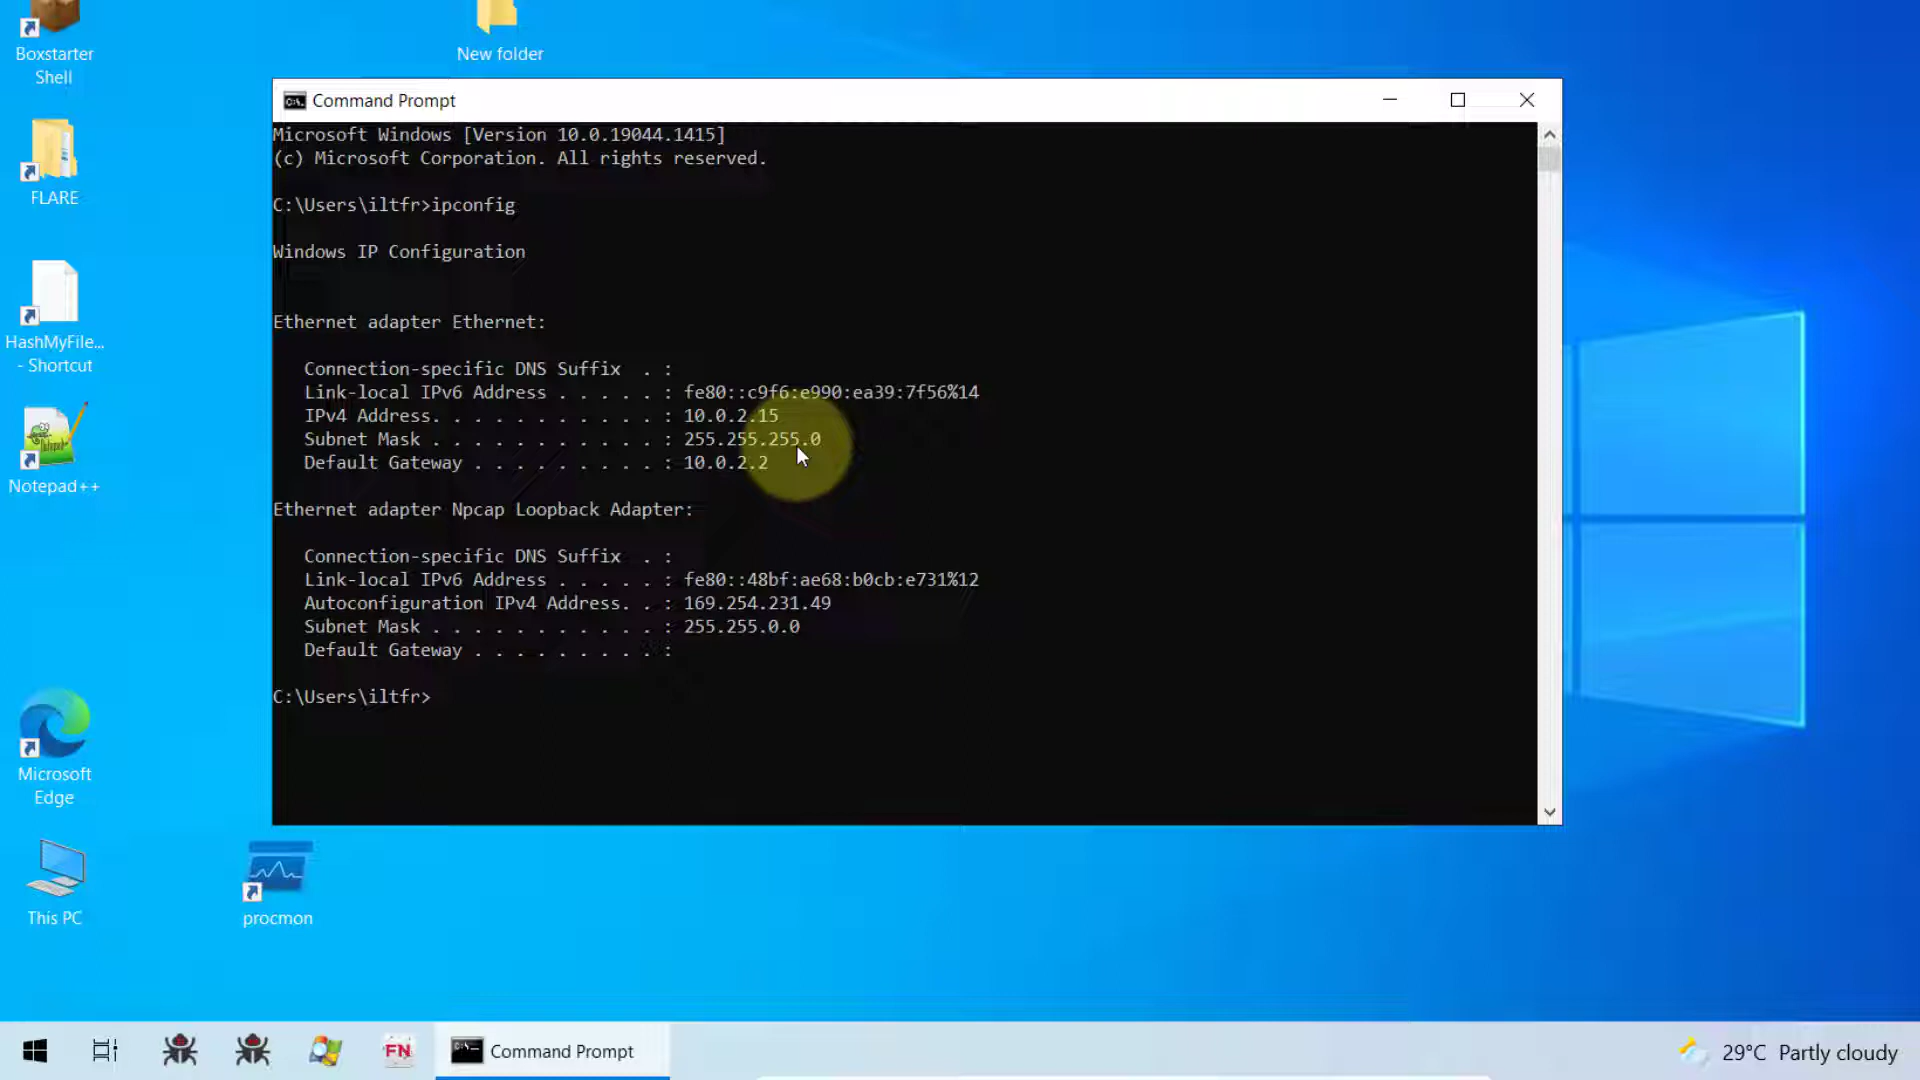 Boxstarter
Shell
New folder
FLARE
HashMyFile...
- Shortcut
Notepad++
Microsoft
Edge
This PC
procmon
Command Prompt
Microsoft Windows [Version 10.0.19044.1415]
(c) Microsoft Corporation. All rights reserved.
C:\Users\iltfr>ipconfig
Windows IP Configuration
Ethernet adapter Ethernet:
Connection-specific DNS Suffix  . :
Link-local IPv6 Address . . . . . : fe80::c9f6:e990:ea39:7f56%14
IPv4 Address. . . . . . . . . . . : 10.0.2.15
Subnet Mask . . . . . . . . . . . : 255.255.255.0
Default Gateway . . . . . . . . . : 10.0.2.2
Ethernet adapter Npcap Loopback Adapter:
Connection-specific DNS Suffix  . :
Link-local IPv6 Address . . . . . : fe80::48bf:ae68:b0cb:e731%12
Autoconfiguration IPv4 Address. . : 169.254.231.49
Subnet Mask . . . . . . . . . . . : 255.255.0.0
Default Gateway . . . . . . . . . :
C:\Users\iltfr>
FN
Command Prompt
29°C Partly cloudy